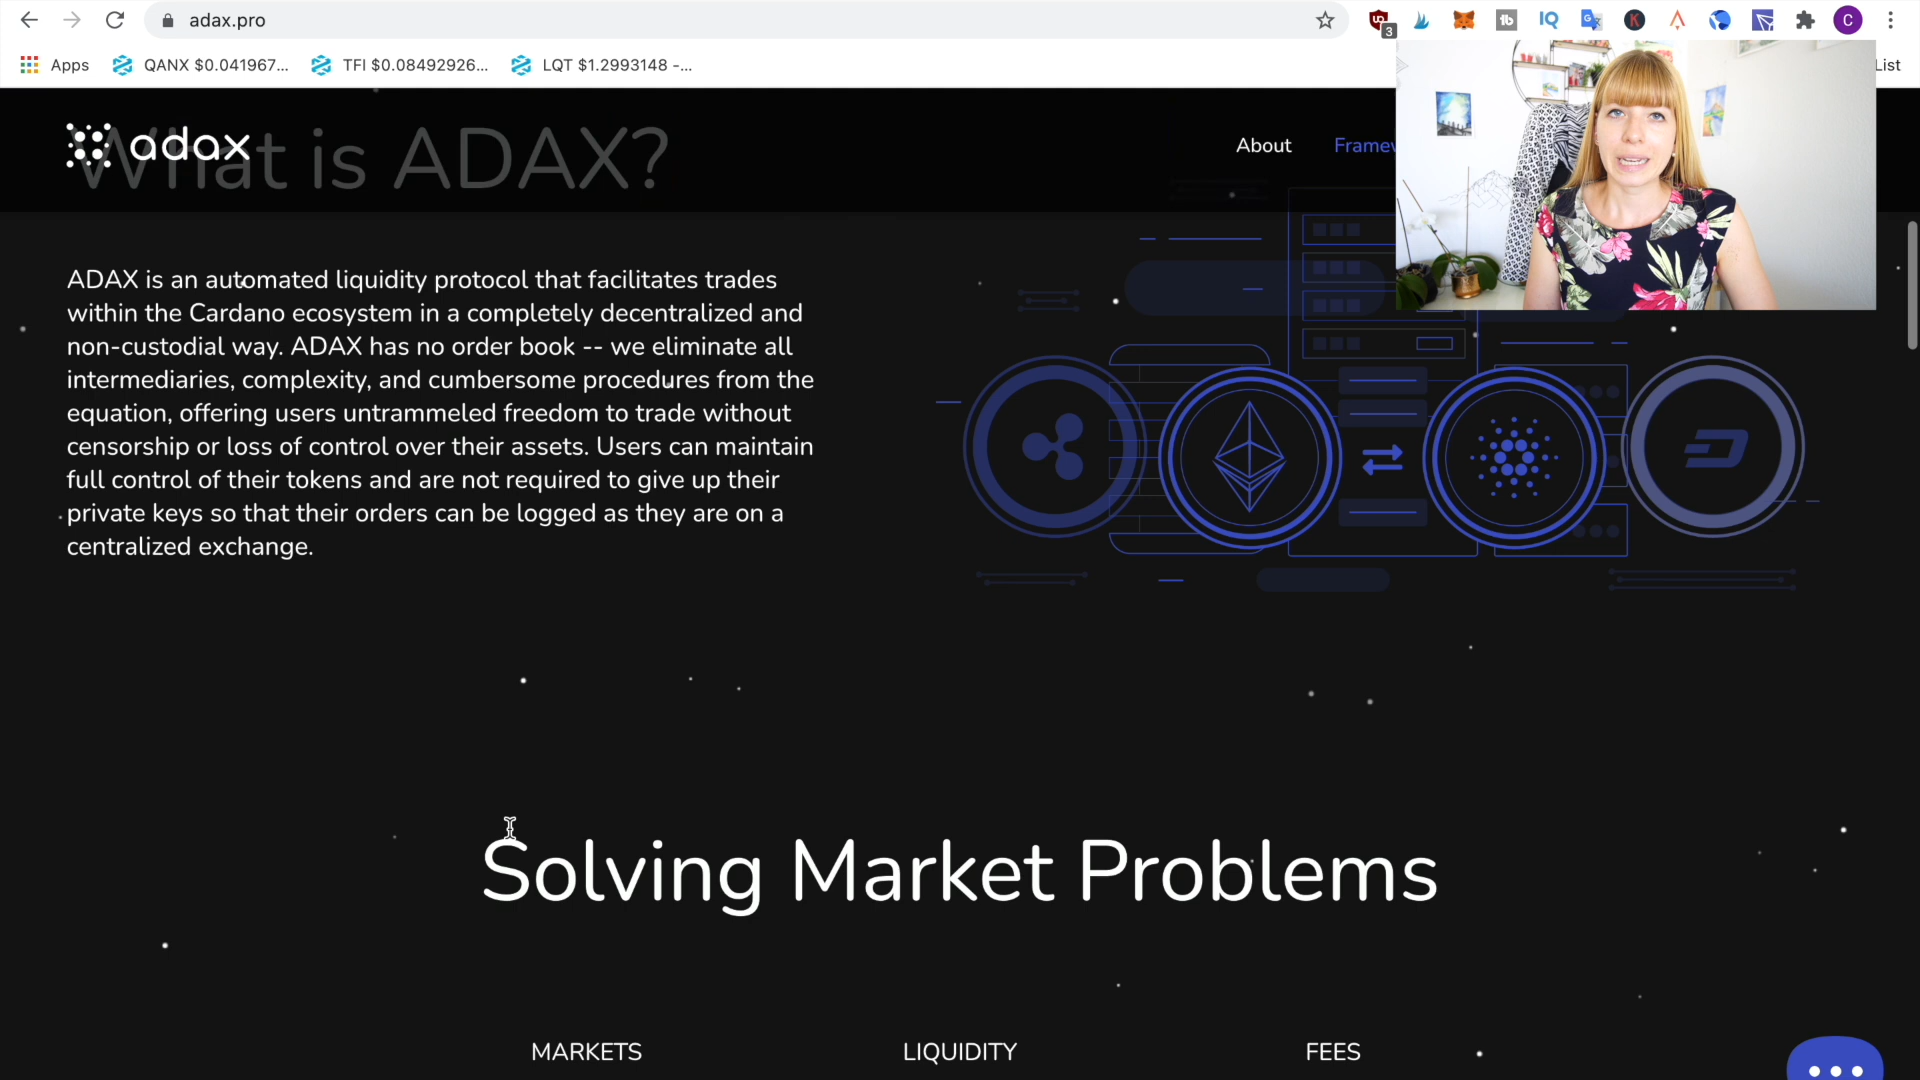 adax.pro
3
C
Apps
QANX $0.041967...
TFI $0.08492926...
LQT $1.2993148 -...
List
adax
What is ADAX?
About
Framew
ADAX is an automated liquidity protocol that facilitates trades
within the Cardano ecosystem in a completely decentralized and
non-custodial way. ADAX has no order book -- we eliminate all
intermediaries, complexity, and cumbersome procedures from the
equation, offering users untrammeled freedom to trade without
censorship or loss of control over their assets. Users can maintain
full control of their tokens and are not required to give up their
private keys so that their orders can be logged as they are on a
centralized exchange.
Solving Market Problems
MARKETS
LIQUIDITY
FEES